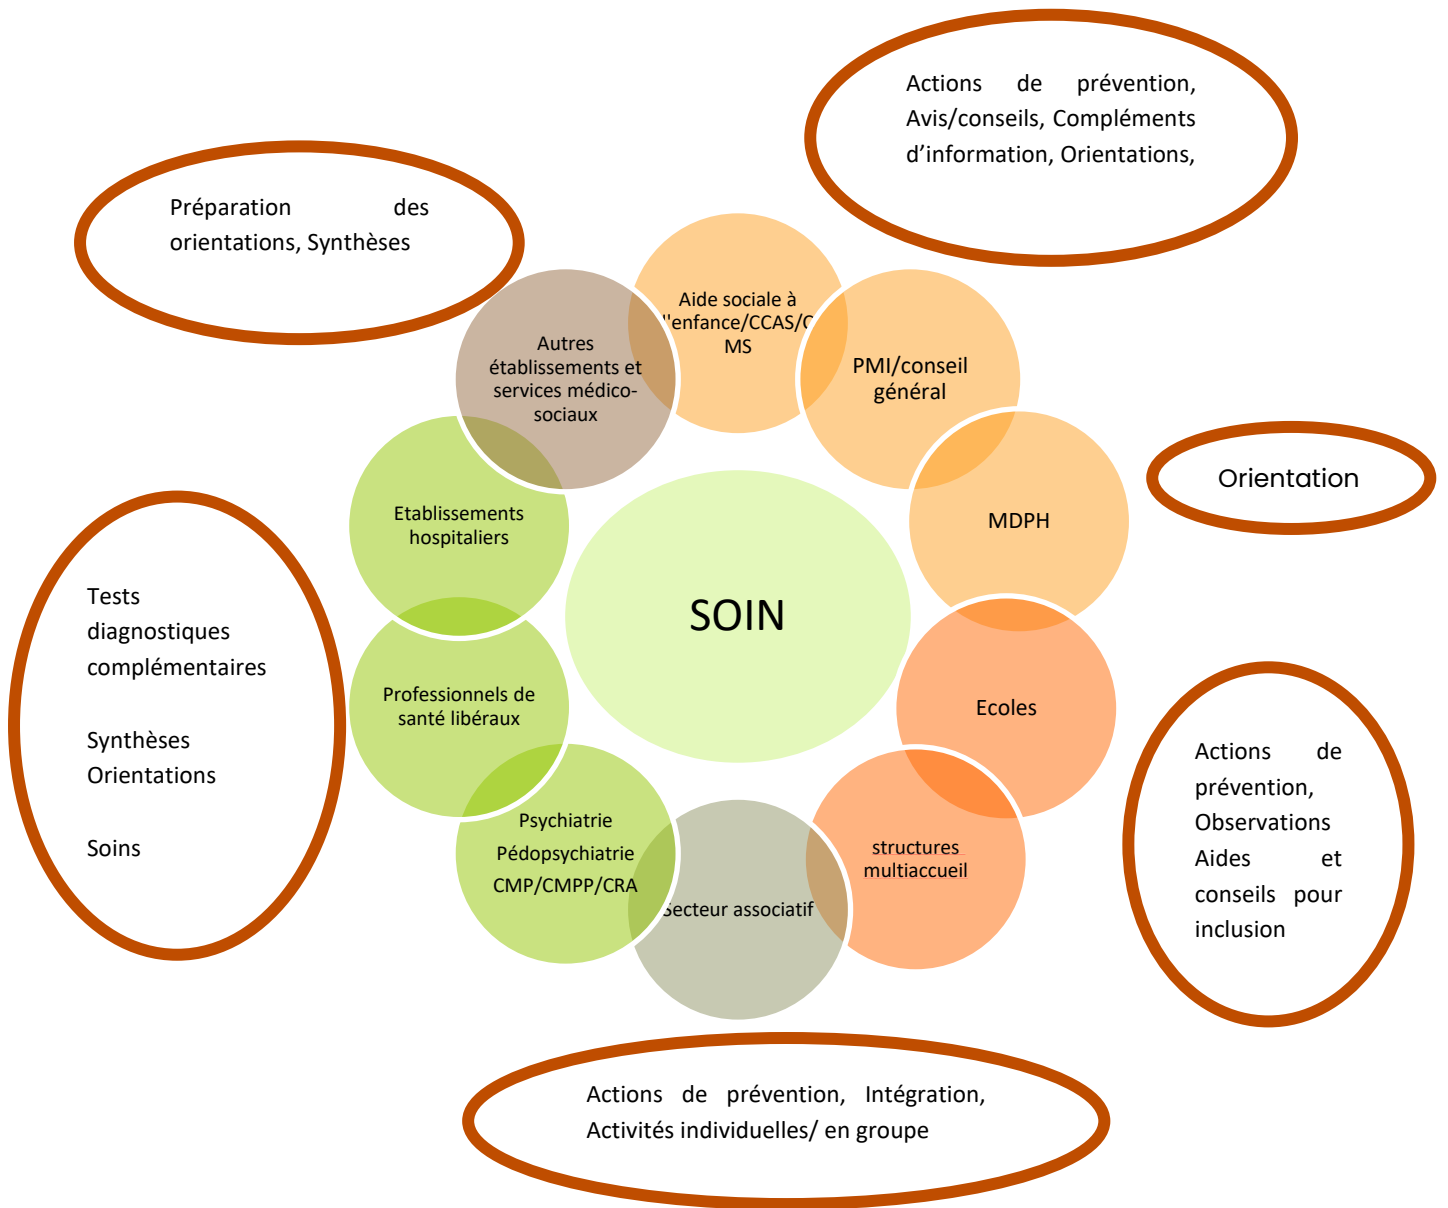 Actions de prévention,
Avis/conseils, Compléments
d’information, Orientations,
Préparation des
orientations, Synthèses
Aide sociale à
l'enfance/CCAS/C
MS
Autres
établissements et
services médico-
sociaux
PMI/conseil
général
Orientation
Etablissements
hospitaliers
MDPH
SOIN
Tests
diagnostiques
complémentaires
Synthèses
Orientations
Soins
Professionnels de
santé libéraux
Ecoles
Actions de
prévention,
Observations
Aides et
conseils pour
inclusion
Psychiatrie
Pédopsychiatrie
CMP/CMPP/CRA
structures
multiaccueil
Secteur associatif
Actions de prévention, Intégration,
Activités individuelles/ en groupe